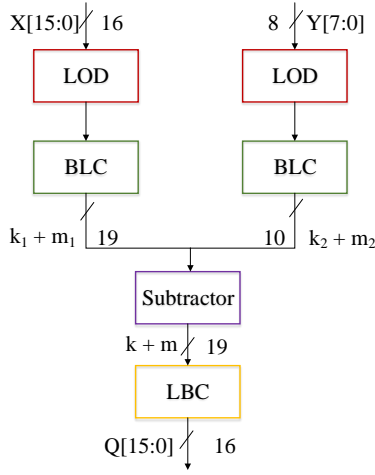 X[15:0] 16 8 Y[7:0]
LOD LOD
BLC BLC
k₁ + m₁ 19 10 k₂ + m₂
Subtractor
k + m 19
LBC
Q[15:0] 16